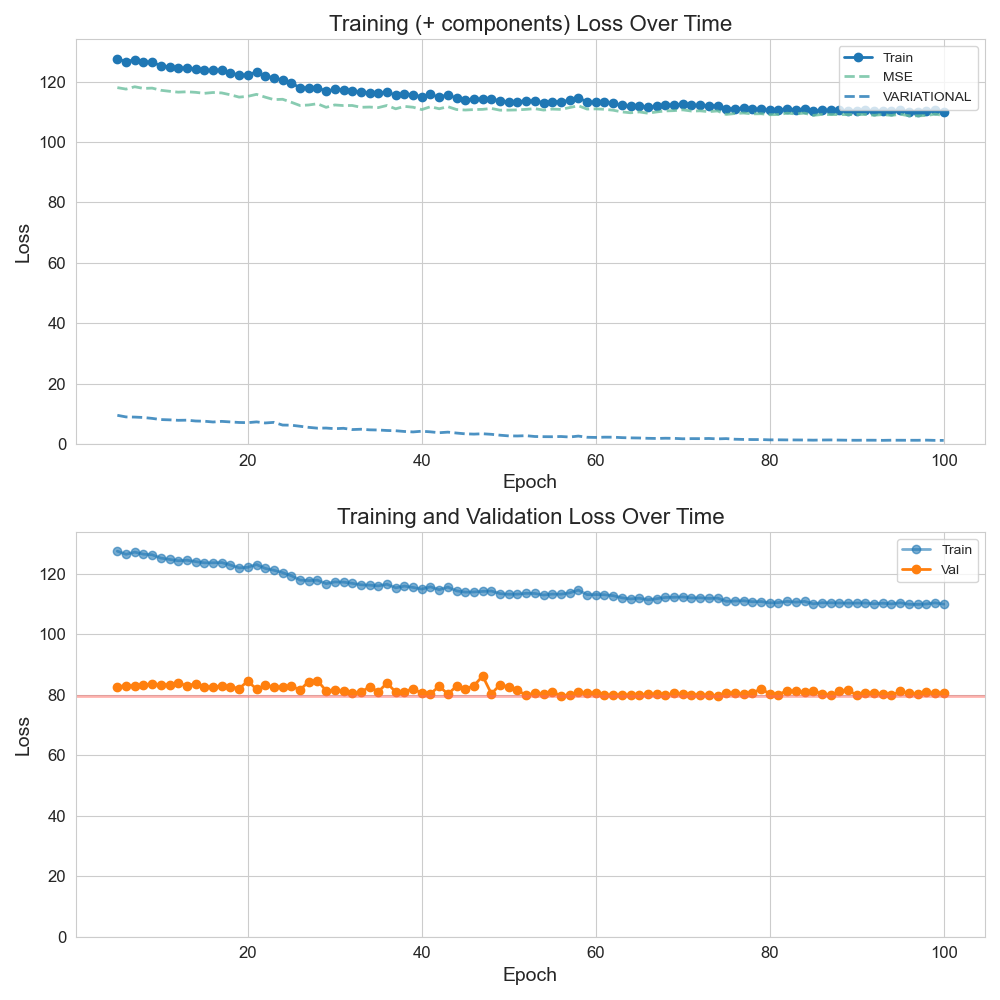 Training (+ components) Loss Over Time
Train
MSE
VARIATIONAL
120
100
80
60
40
20
0
Loss
20 40 60 80 100
Epoch
Training and Validation Loss Over Time
Train
Val
120
100
80
60
40
20
0
Loss
20 40 60 80 100
Epoch